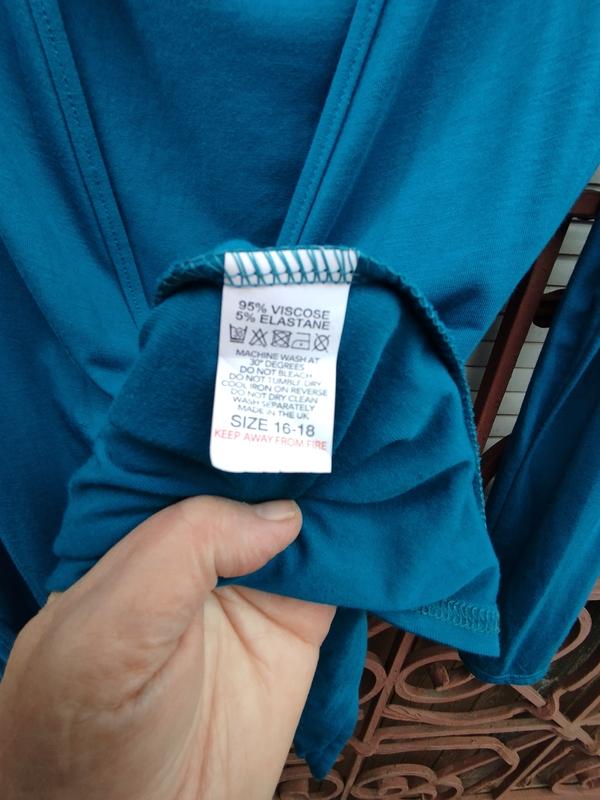 95% VISCOSE
5% ELASTANE
MACHINE WASH AT
30° DEGREES
DO NOT BLEACH
DO NOT TUMBLE DRY
COOL IRON ON REVERSE
DO NOT DRY CLEAN
WASH SEPARATELY
MADE IN THE UK
SIZE 16-18
KEEP AWAY FROM FIRE